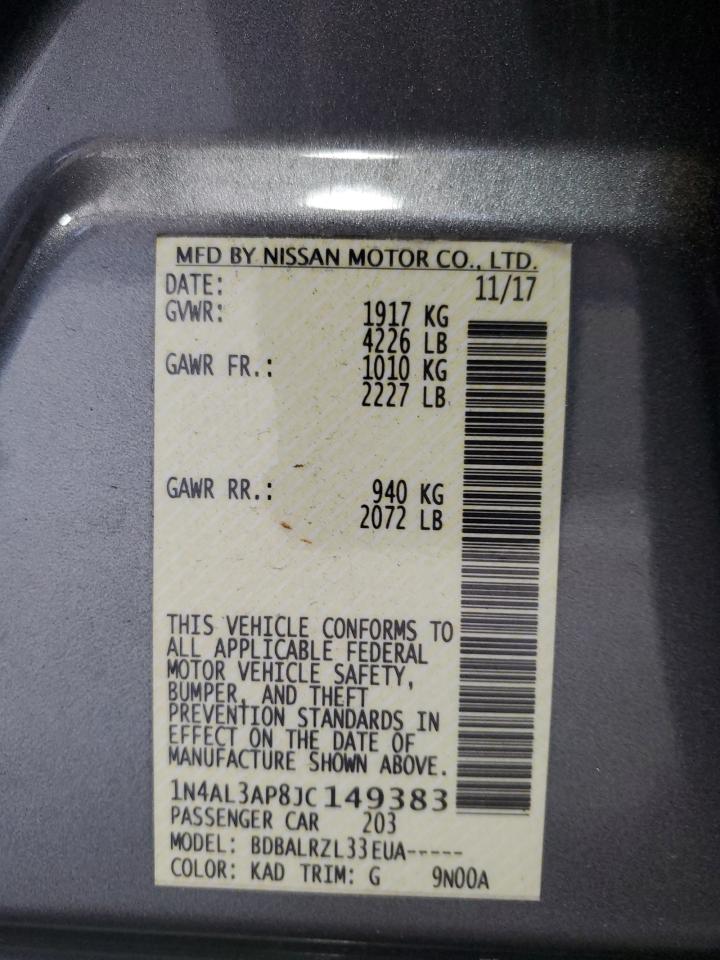 MFD BY NISSAN MOTOR CO., LTD.
DATE: 11/17
GVWR: 1917 KG
4226 LB
GAWR FR.: 1010 KG
2227 LB
GAWR RR.: 940 KG
2072 LB
THIS VEHICLE CONFORMS TO
ALL APPLICABLE FEDERAL
MOTOR VEHICLE SAFETY,
BUMPER, AND THEFT
PREVENTION STANDARDS IN
EFFECT ON THE DATE OF
MANUFACTURE SHOWN ABOVE.
1N4AL3AP8JC149383
PASSENGER CAR 203
MODEL: BDBALRZL33EUA-----
COLOR: KAD TRIM: G 9N00A